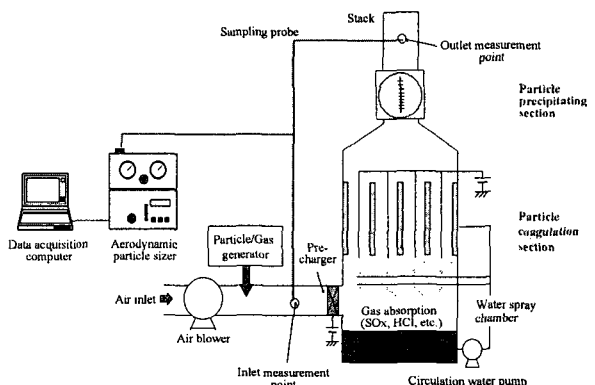 Stack
Sampling probe
Outlet measurement
point
Particle
precipitating
section
Data acquisition
computer
Aerodynamic
particle sizer
Particle/Gas
generator
Pre-
charger
Particle
coagulation
section
Air inlet
Air blower
Gas absorption
(SOx, HCl, etc.)
Water spray
chamber
Inlet measurement
point
Circulation water pump